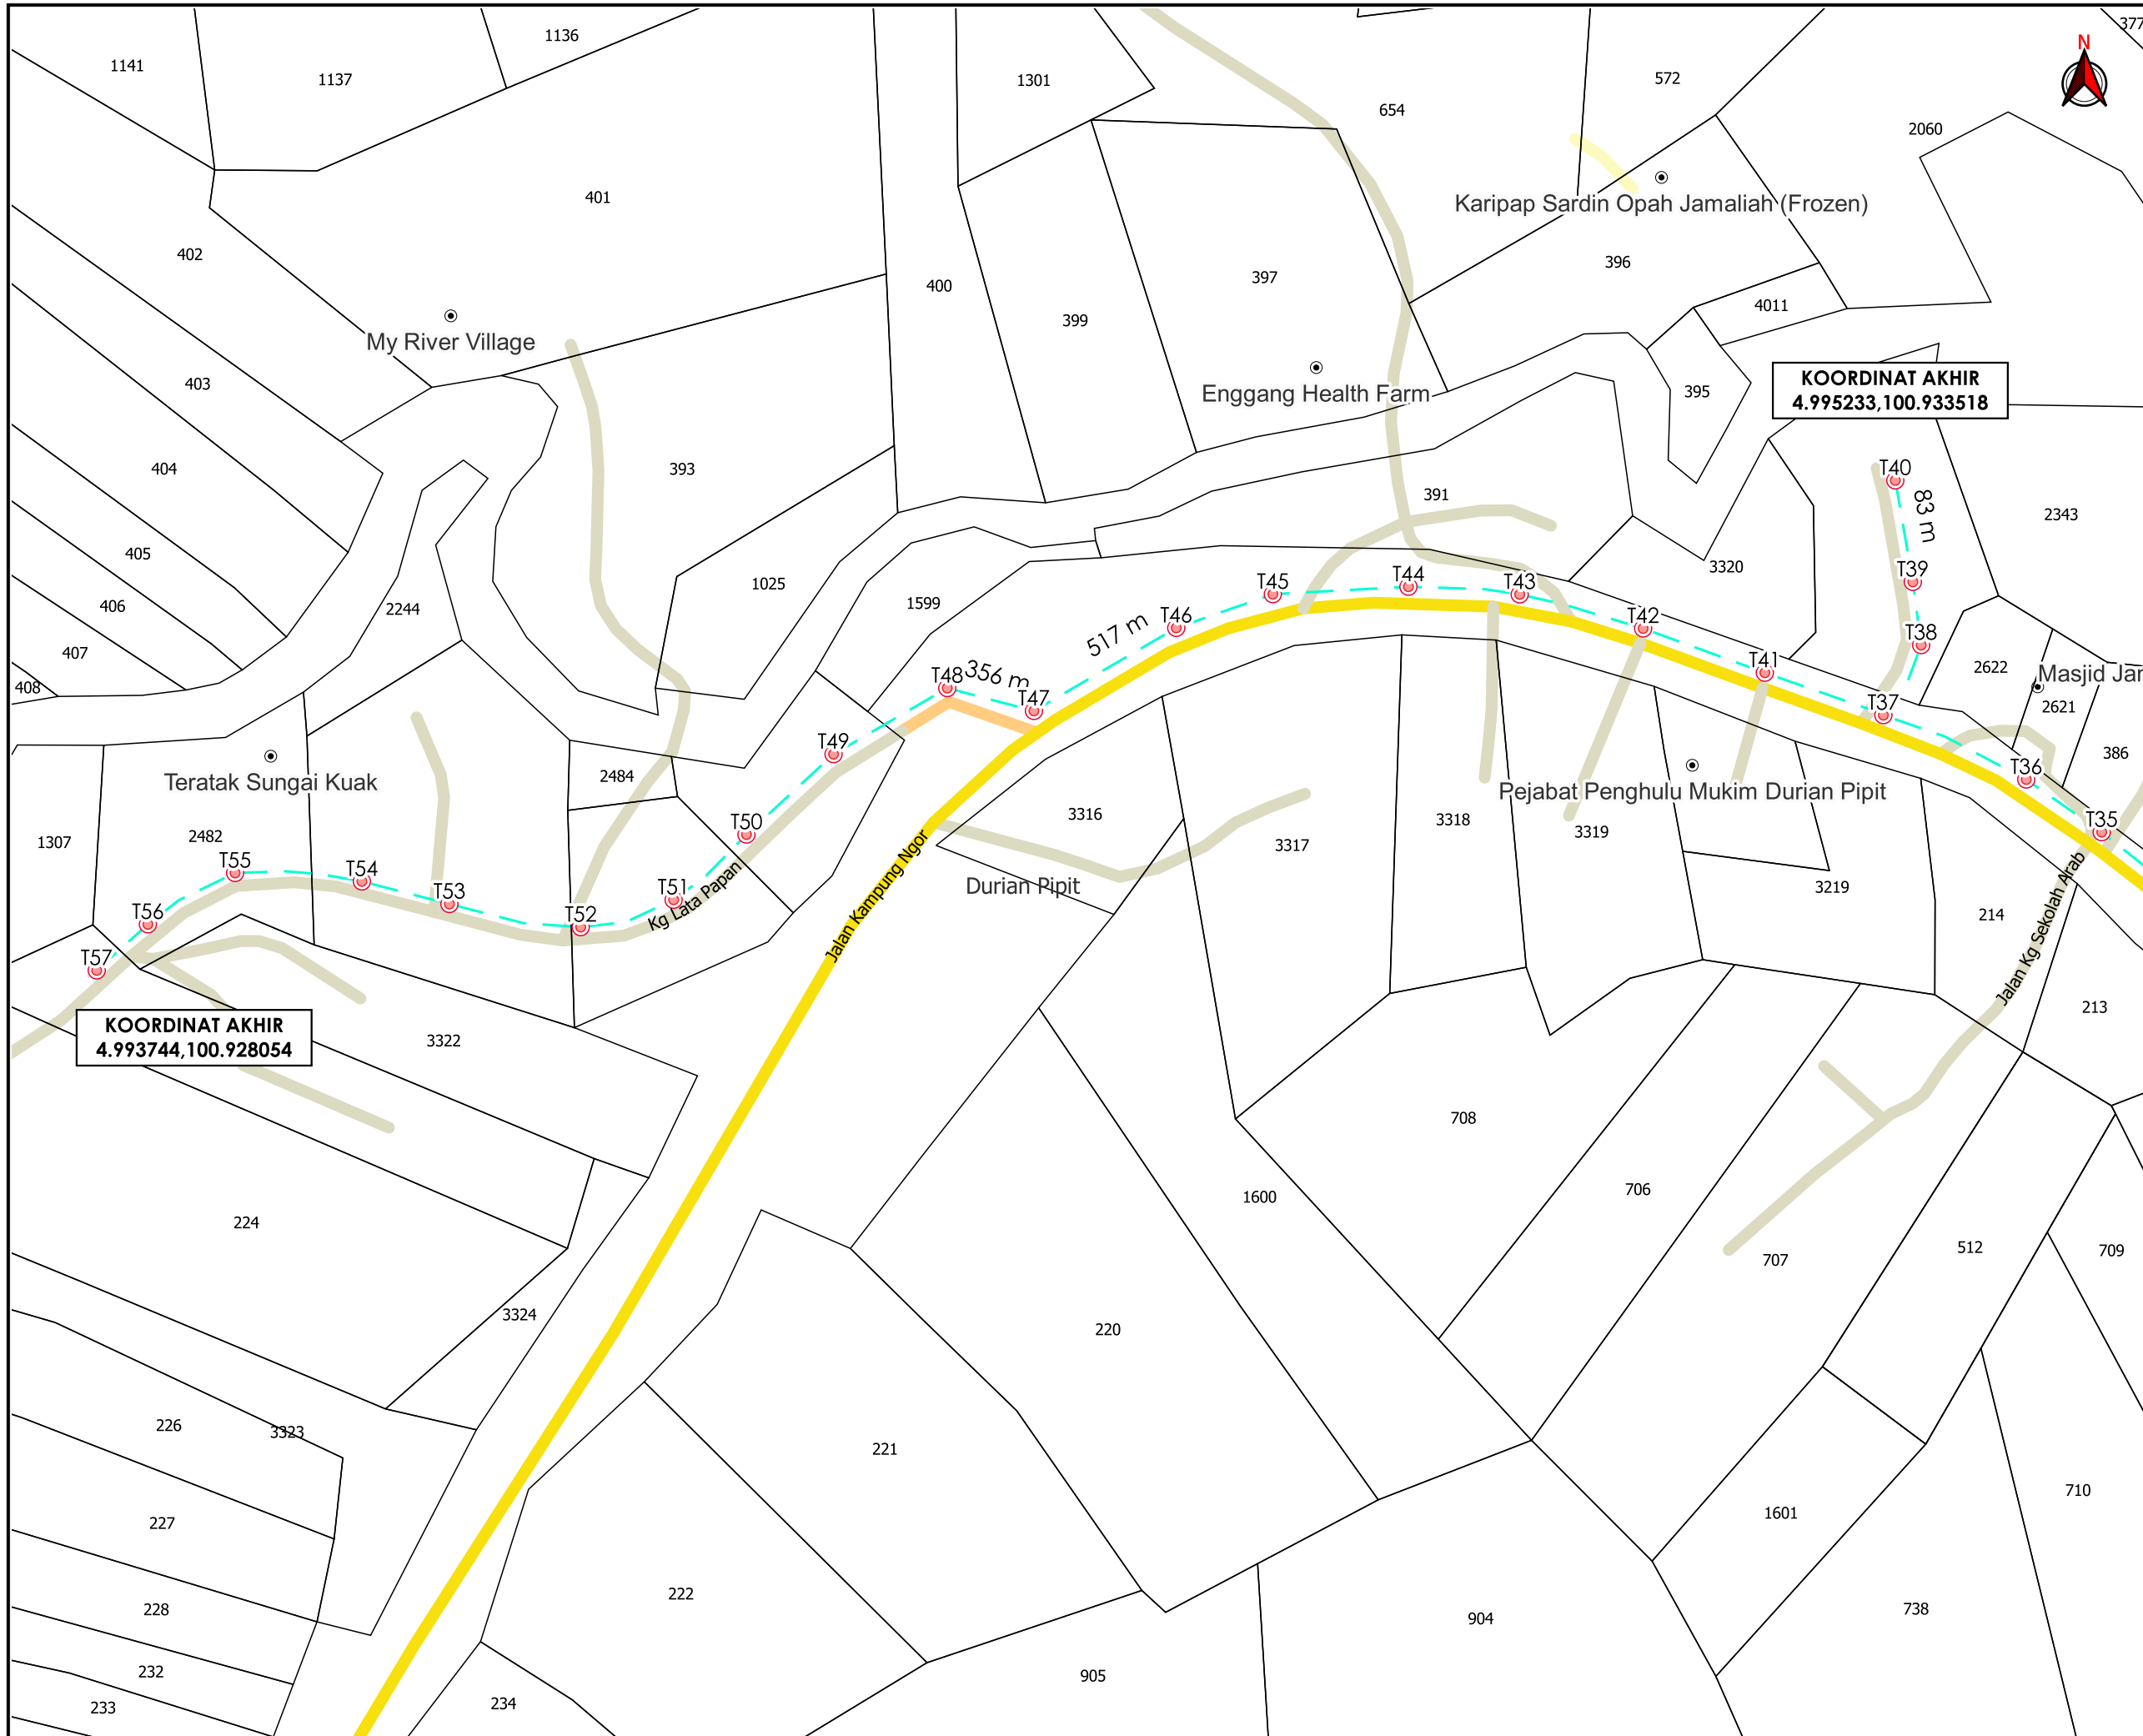 1136
377
N
1141
1137
1301
572
654
2060
401
Karipap Sardin Opah Jamaliah (Frozen)
402
396
397
400
4011
399
My River Village
KOORDINAT AKHIR
4.995233,100.933518
403
Enggang Health Farm
395
404
393
T40
391
83 m
2343
405
3320
1025
T39
T44
T45
T43
406
2244
1599
T46
T42
T38
517 m
407
2622
T41
Masjid Jar
408
T48
356 m
T47
2621
T37
T49
386
Teratak Sungai Kuak
2484
T36
Pejabat Penghulu Mukim Durian Pipit
3316
T50
3318
T35
1307
2482
3317
3319
T55
T54
Durian Pipit
3219
T51
Kg Lata Papan
Jalan Kampung Ngor
T53
T56
T52
214
Jalan Kg Sekolah Arab
T57
213
KOORDINAT AKHIR
4.993744,100.928054
3322
708
706
1600
224
512
709
707
3324
220
226
3323
221
710
1601
227
222
228
904
738
232
905
233
234